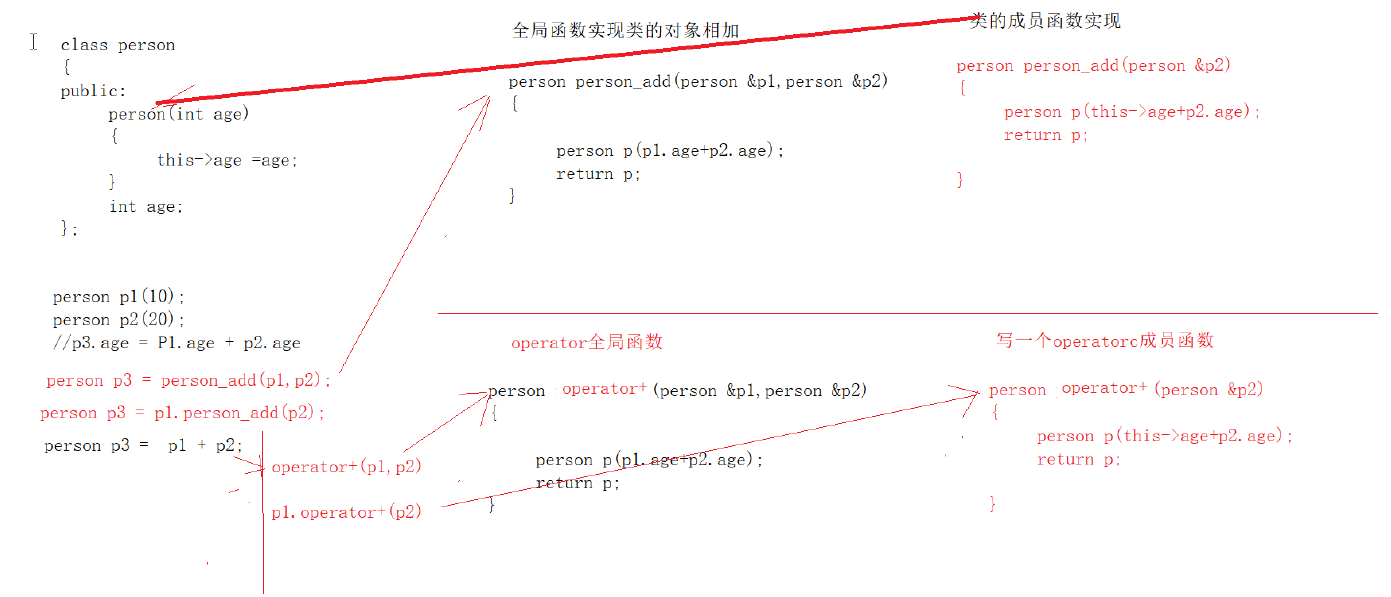 class person
{
public:
person(int age)
{
this->age =age;
}
int age;
};
person p1(10);
person p2(20);
//p3.age = P1.age + p2.age
person p3 = person_add(p1,p2);
person p3 = p1.person_add(p2);
person p3 =  p1 + p2;
operator+(p1,p2)
p1.operator+(p2)
全局函数实现类的对象相加
person person_add(person &p1,person &p2)
{
person p(p1.age+p2.age);
return p;
}
类的成员函数实现
person person_add(person &p2)
{
person p(this->age+p2.age);
return p;
}
operator全局函数
person operator+ (person &p1,person &p2)
{
person p(p1.age+p2.age);
return p;
}
写一个operatorc成员函数
person operator+ (person &p2)
{
person p(this->age+p2.age);
return p;
}